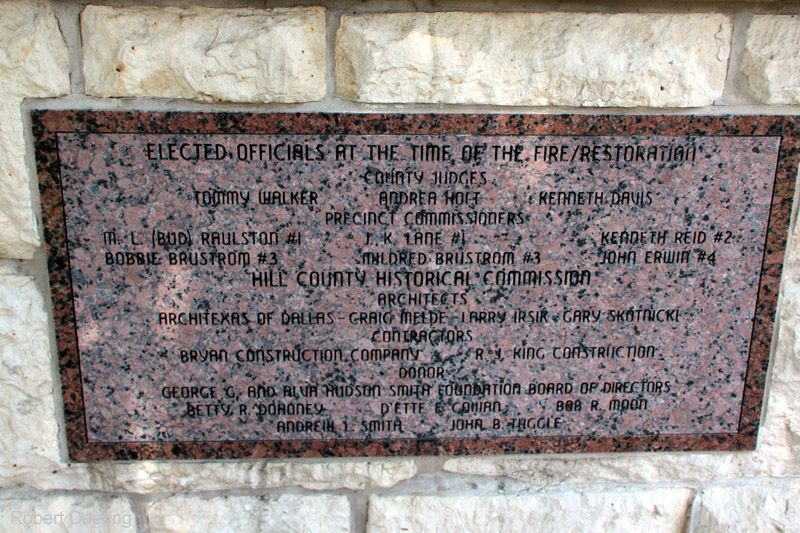 ELECTED OFFICIALS AT THE TIME OF THE FIRE/RESTORATION
COUNTY JUDGES
TOMMY WALKER ANDREA HOLT KENNETH DAVIS
PRECINCT COMMISSIONERS
M. L. (BUD) RAULSTON #1 J. K. LANE #1 KENNETH REID #2
BOBBIE BRUSTROM #3 MILDRED BRUSTROM #3 JOHN ERWIN #4
HILL COUNTY HISTORICAL COMMISSION
ARCHITECTS
ARCHITEXAS OF DALLAS - CRAIG MELDE - LARRY IRSIK - GARY SKOTNICKI
CONTRACTORS
BRYAN CONSTRUCTION COMPANY R. J. KING CONSTRUCTION
DONOR
GEORGE G. AND ALVA HUDSON SMITH FOUNDATION BOARD OF DIRECTORS
BETTY R. DOHONEY D'ETTE F. COWAN BOB R. MOON
ANDREW L. SMITH JOHN B. TUGGLE
Robert Deering